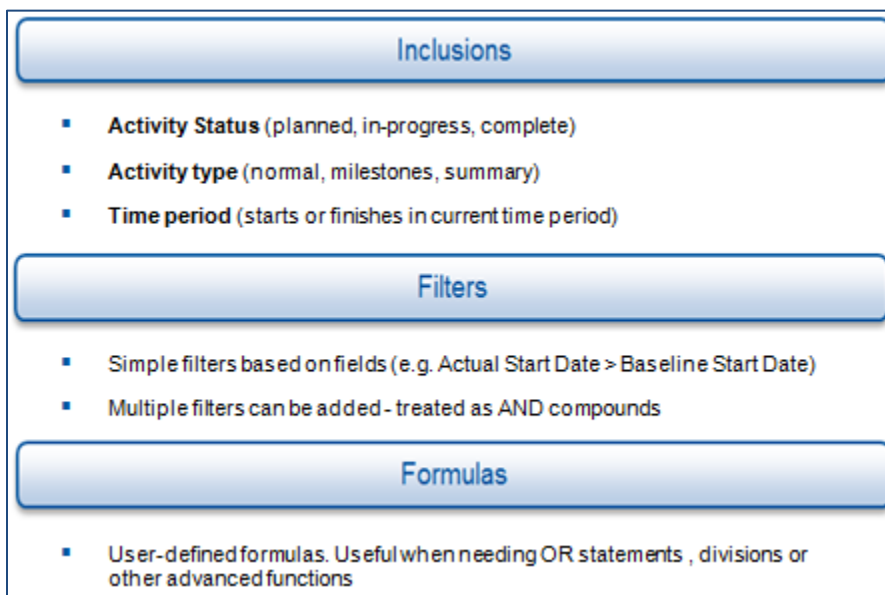 Inclusions
▪ Activity Status (planned, in-progress, complete)
▪ Activity type (normal, milestones, summary)
▪ Time period (starts or finishes in current time period)
Filters
▪ Simple filters based on fields (e.g. Actual Start Date > Baseline Start Date)
▪ Multiple filters can be added - treated as AND compounds
Formulas
▪ User-defined formulas. Useful when needing OR statements , divisions or
other advanced functions